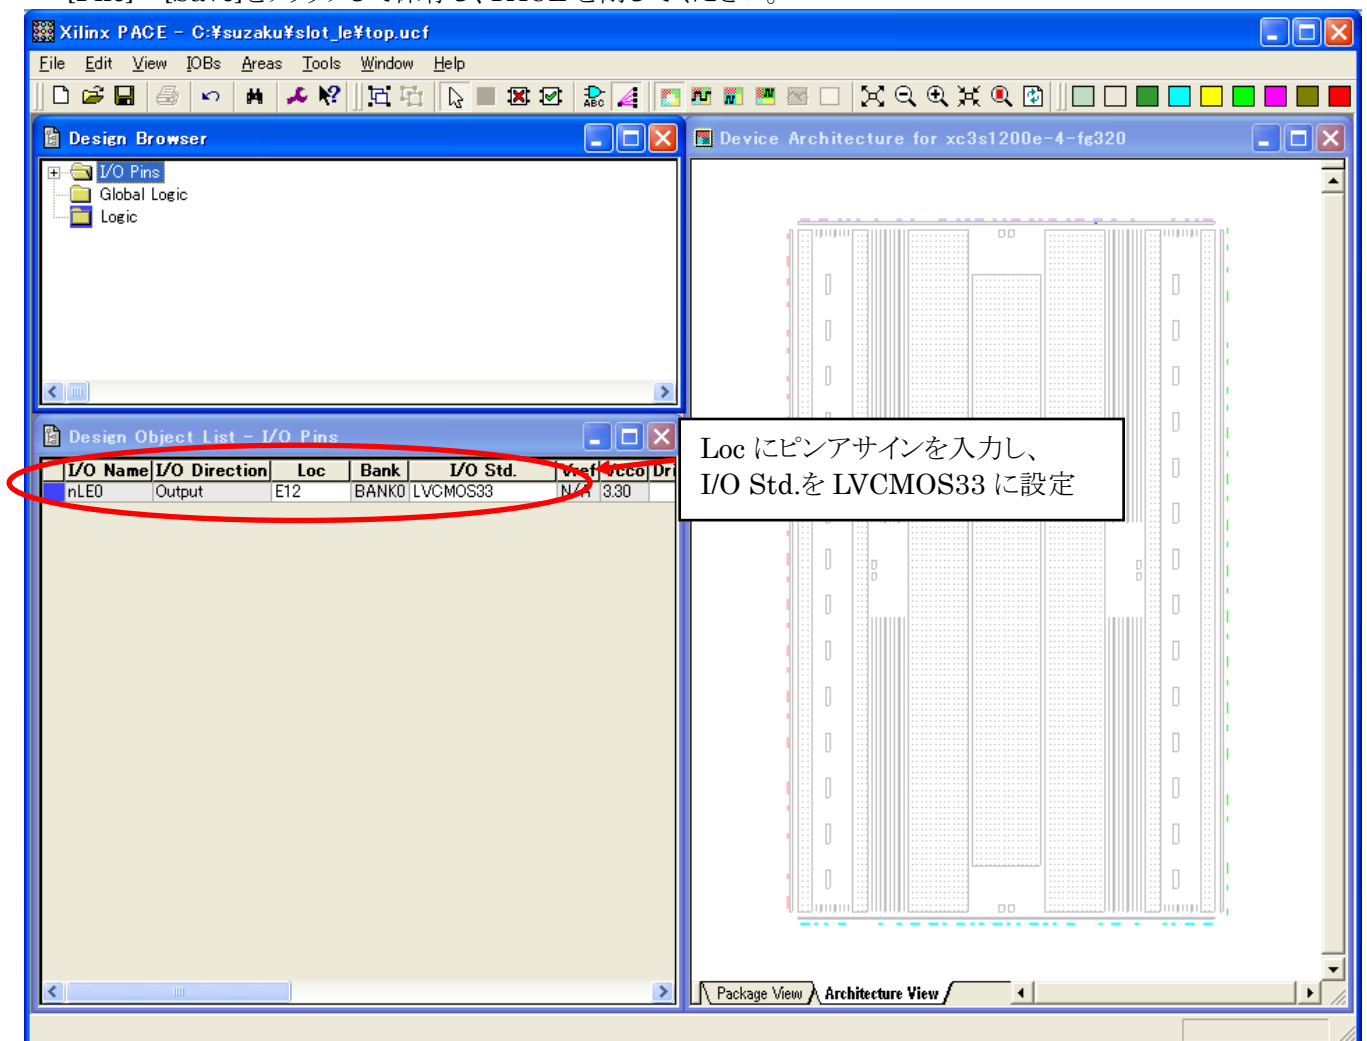 Xilinx PACE - C:¥suzaku¥slot_le¥top.ucf
File Edit View IOBs Areas Tools Window Help
ABC
Design Browser
I/O Pins
Global Logic
Logic
Device Architecture for xc3s1200e-4-fg320
Design Object List - I/O Pins
I/O Name I/O Direction Loc Bank I/O Std. Vref Vcco Dri
nLE0 Output E12 BANK0 LVCMOS33 N/A 3.30
Loc にピンアサインを入力し、
I/O Std.を LVCMOS33 に設定
Package View Architecture View